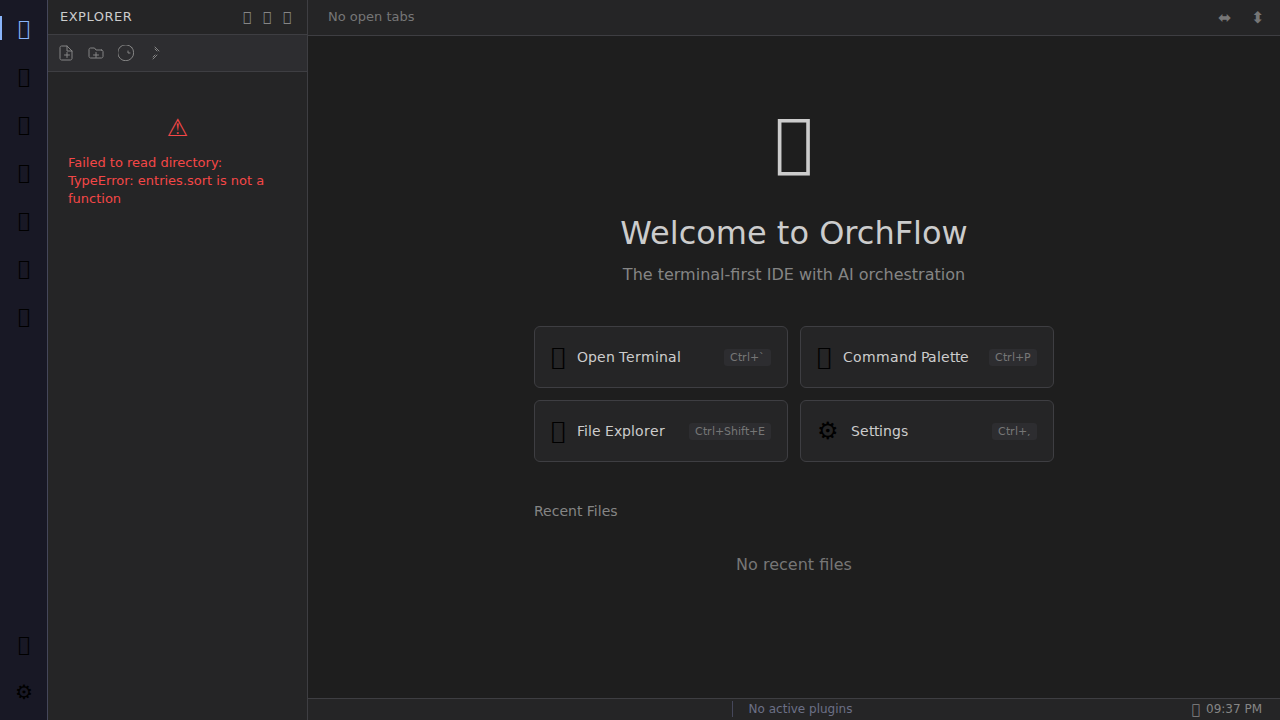 EXPLORER
No open tabs
Failed to read directory:
TypeError: entries.sort is not a
function
Welcome to OrchFlow
The terminal-first IDE with AI orchestration
Open Terminal Ctrl+`
Command Palette Ctrl+P
File Explorer Ctrl+Shift+E
Settings Ctrl+,
Recent Files
No recent files
No active plugins
09:37 PM